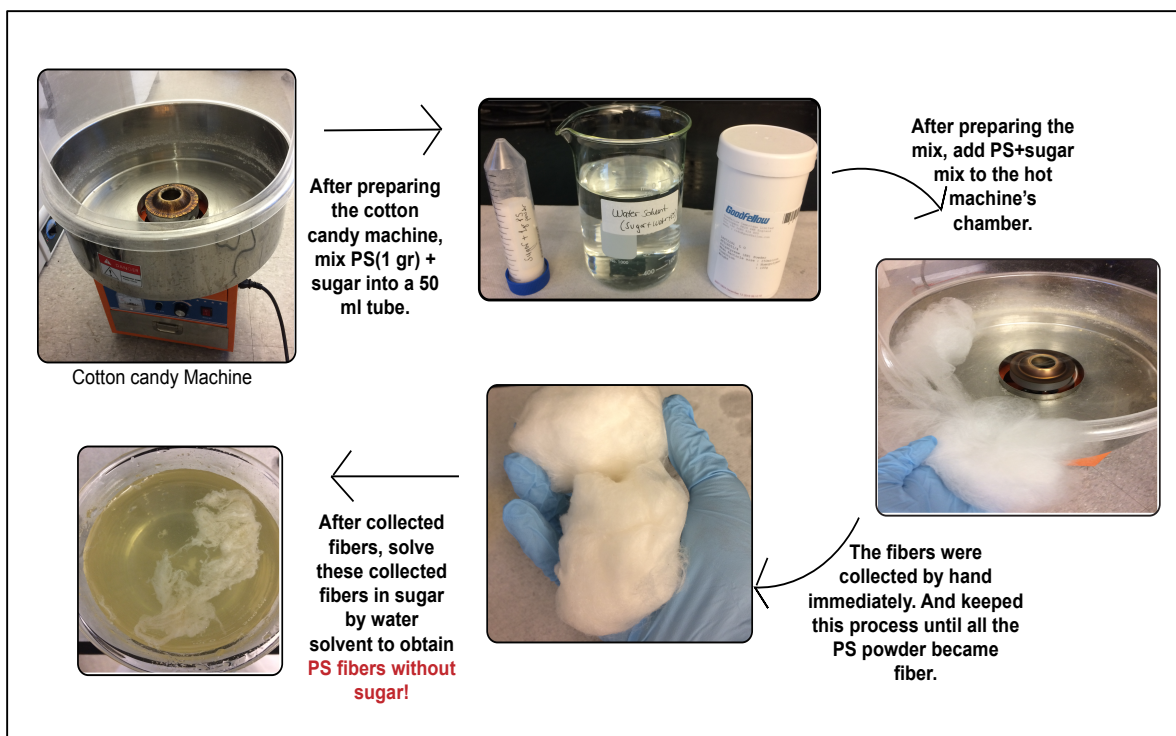 Cotton candy Machine
After preparing
the cotton
candy machine,
mix PS(1 gr) +
sugar into a 50
ml tube.
Water solvent
GoodFellow
After preparing the
mix, add PS+sugar
mix to the hot
machine's
chamber.
The fibers were
collected by hand
immediately. And keeped
this process until all the
PS powder became
fiber.
After collected
fibers, solve
these collected
fibers in sugar
by water
solvent to obtain
PS fibers without
sugar!